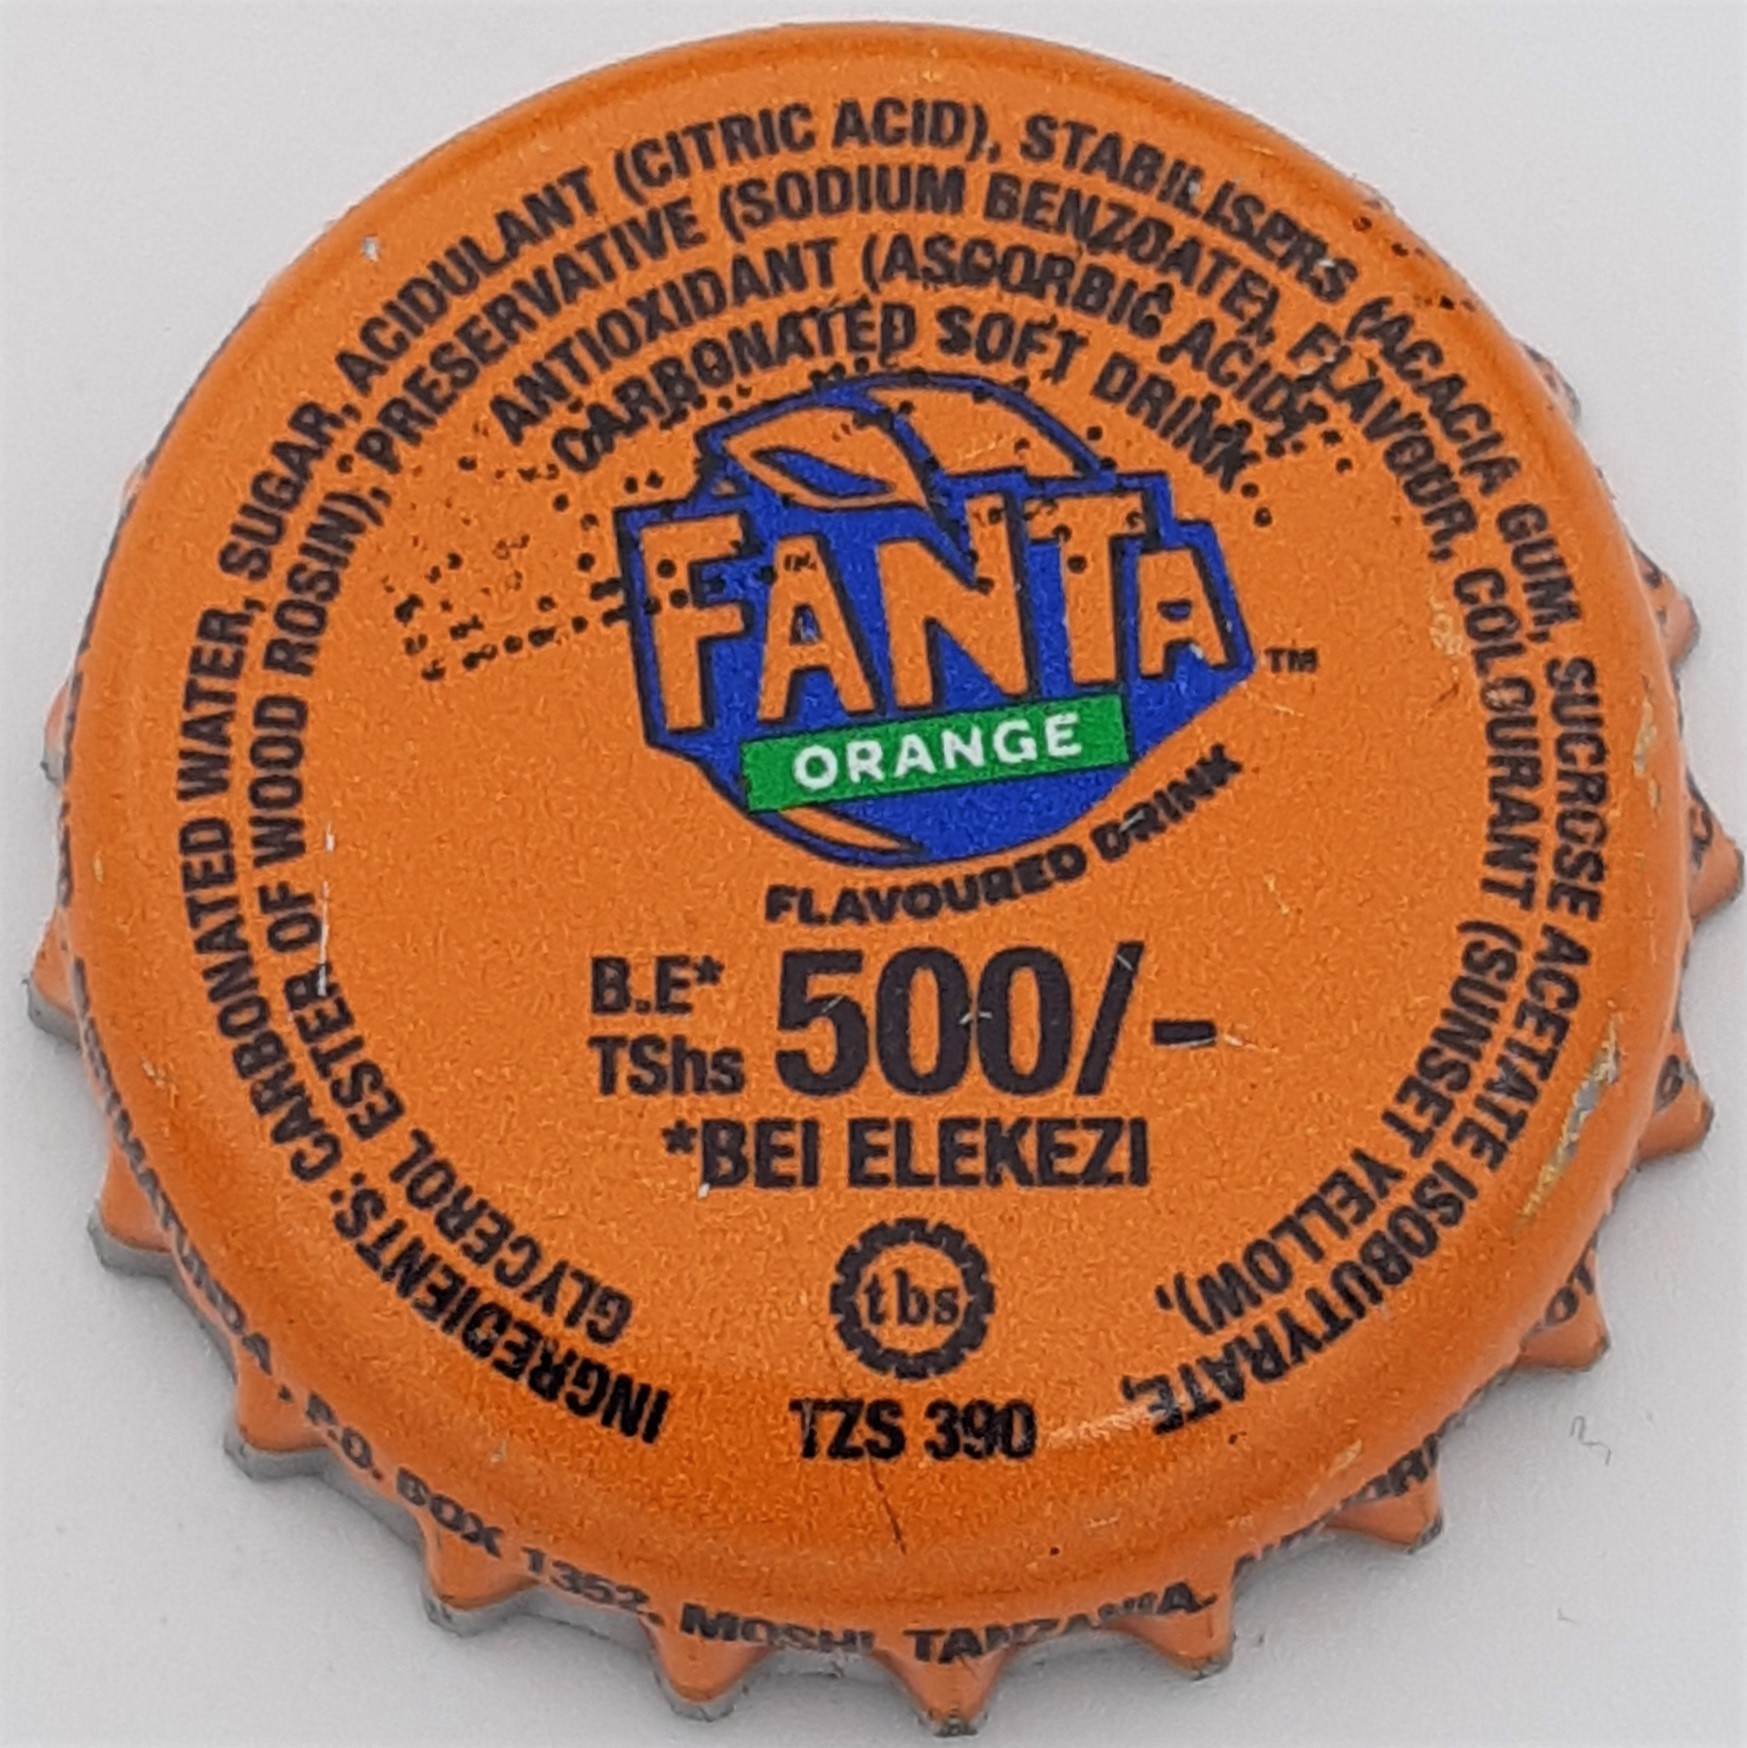 INGREDIENTS: CARBONATED WATER, SUGAR, ACIDULANT (CITRIC ACID), STABILISERS (ACACIA GUM, SUCROSE ACETATE ISOBUTYRATE,
GLYCEROL ESTER OF WOOD ROSIN), PRESERVATIVE (SODIUM BENZOATE), FLAVOUR, COLOURANT (SUNSET YELLOW),
ANTIOXIDANT (ASCORBIC ACID).
CARBONATED SOFT DRINK
FANTA
TM
ORANGE
FLAVOURED DRINK
B.E*
TShs 500/-
*BEI ELEKEZI
tbs
TZS 390
P.O. BOX 1352, MOSHI, TANZANIA.